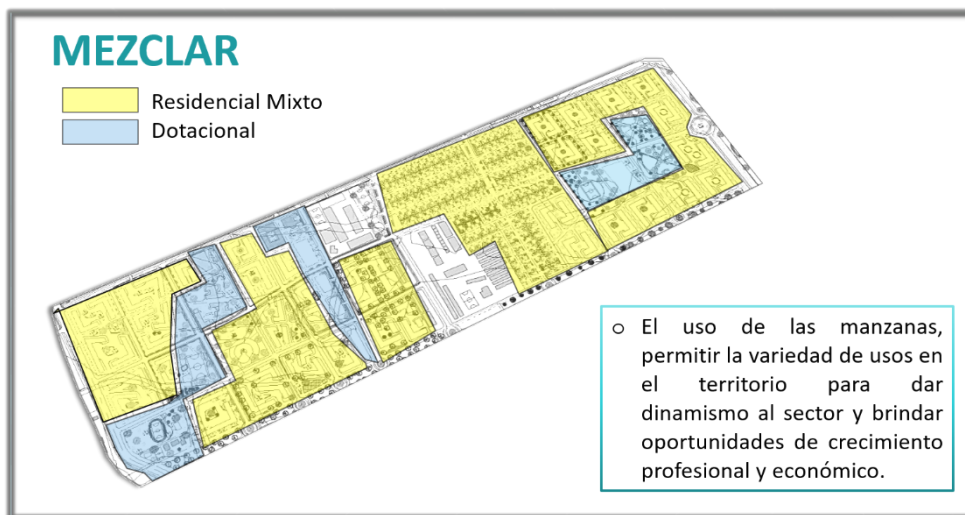 MEZCLAR
Residencial Mixto
Dotacional
o El uso de las manzanas,
permitir la variedad de usos en
el territorio para dar
dinamismo al sector y brindar
oportunidades de crecimiento
profesional y económico.